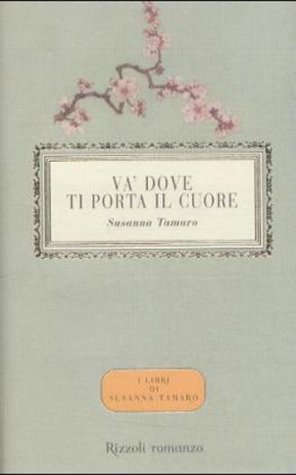 VA' DOVE
TI PORTA IL CUORE
Susanna Tamaro
I LIBRI
DI
SUSANNA TAMARO
Rizzoli romanzo